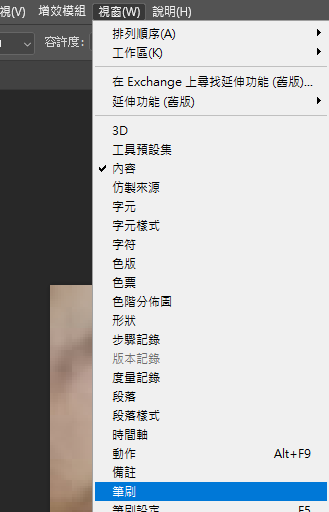 視(V) 增效模組 視窗(W) 說明(H)
容許度:
排列順序(A)
工作區(K)
在 Exchange 上尋找延伸功能 (舊版)...
延伸功能 (舊版)
3D
工具預設集
內容
仿製來源
字元
字元樣式
字符
色版
色票
色階分佈圖
形狀
步驟記錄
版本記錄
度量記錄
段落
段落樣式
時間軸
動作 Alt+F9
備註
筆刷
筆刷設定 F5